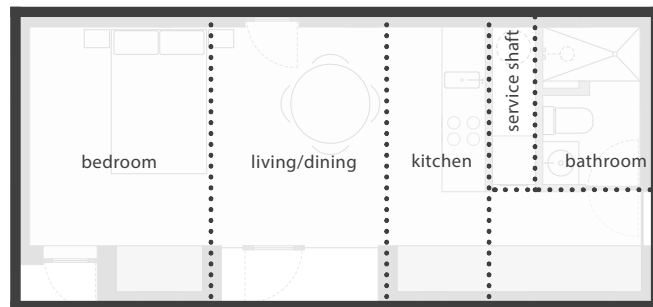 bedroom
living/dining
kitchen
service shaft
bathroom